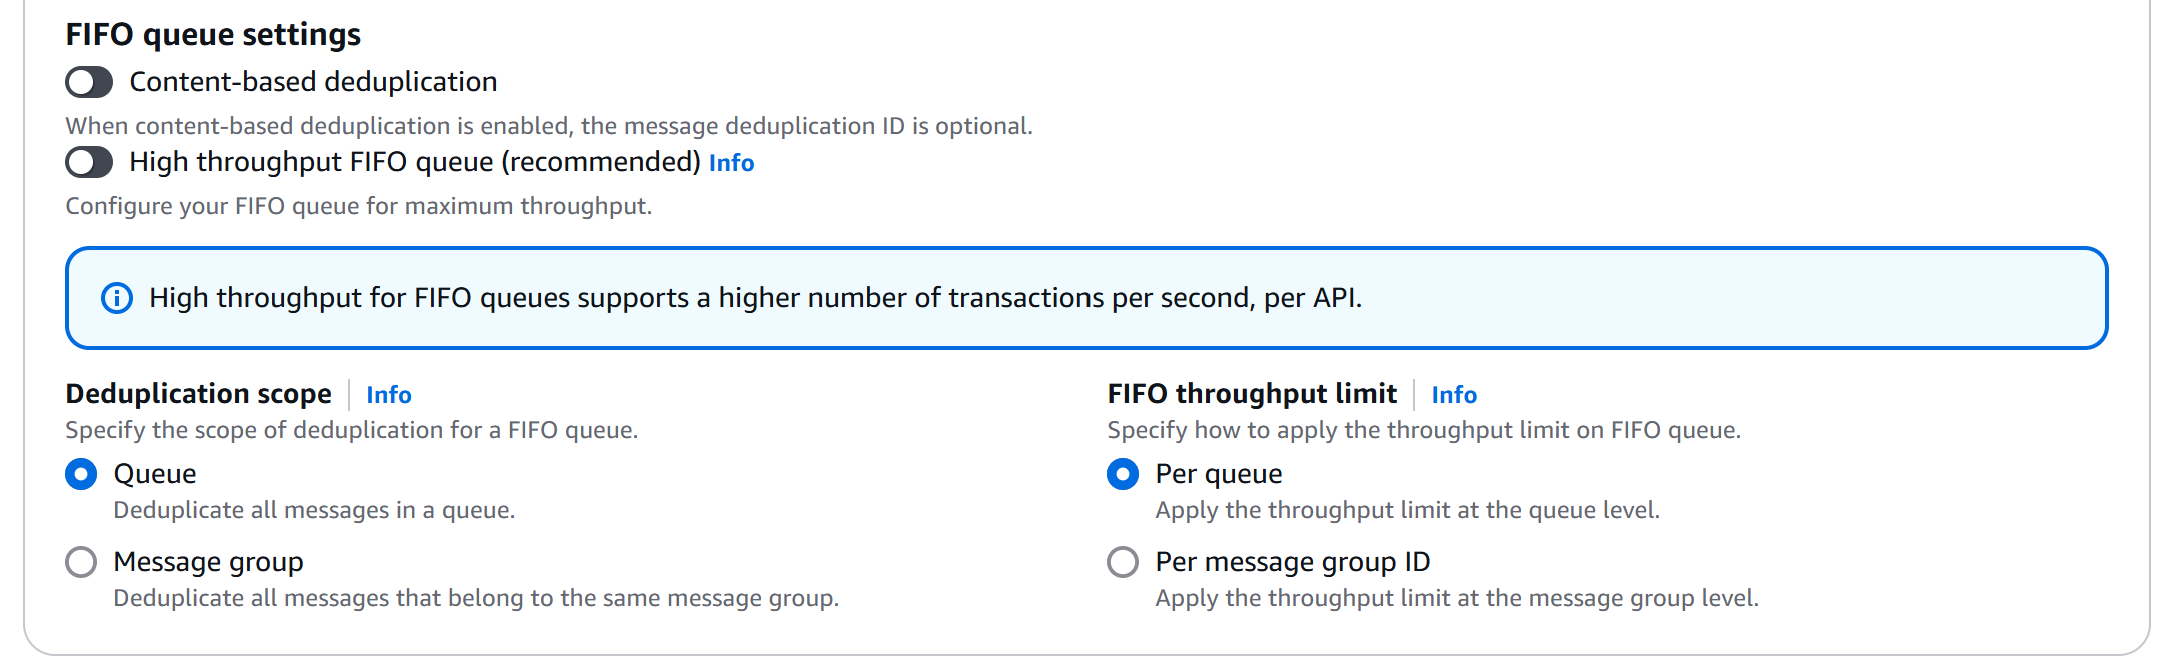 FIFO queue settings
Content-based deduplication
When content-based deduplication is enabled, the message deduplication ID is optional.
High throughput FIFO queue (recommended) Info
Configure your FIFO queue for maximum throughput.
High throughput for FIFO queues supports a higher number of transactions per second, per API.
Deduplication scope Info
Specify the scope of deduplication for a FIFO queue.
Queue
Deduplicate all messages in a queue.
Message group
Deduplicate all messages that belong to the same message group.
FIFO throughput limit Info
Specify how to apply the throughput limit on FIFO queue.
Per queue
Apply the throughput limit at the queue level.
Per message group ID
Apply the throughput limit at the message group level.